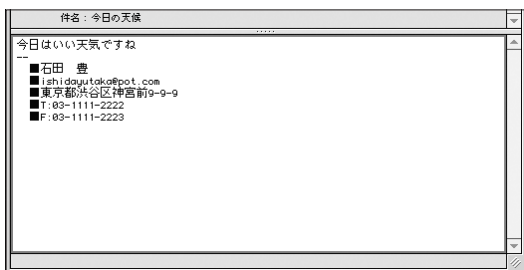 件名：今日の天候
今日はいい天気ですね
--
■石田　豊
■ishidayutaka@pot.com
■東京都渋谷区神宮前9-9-9
■T:03-1111-2222
■F:03-1111-2223